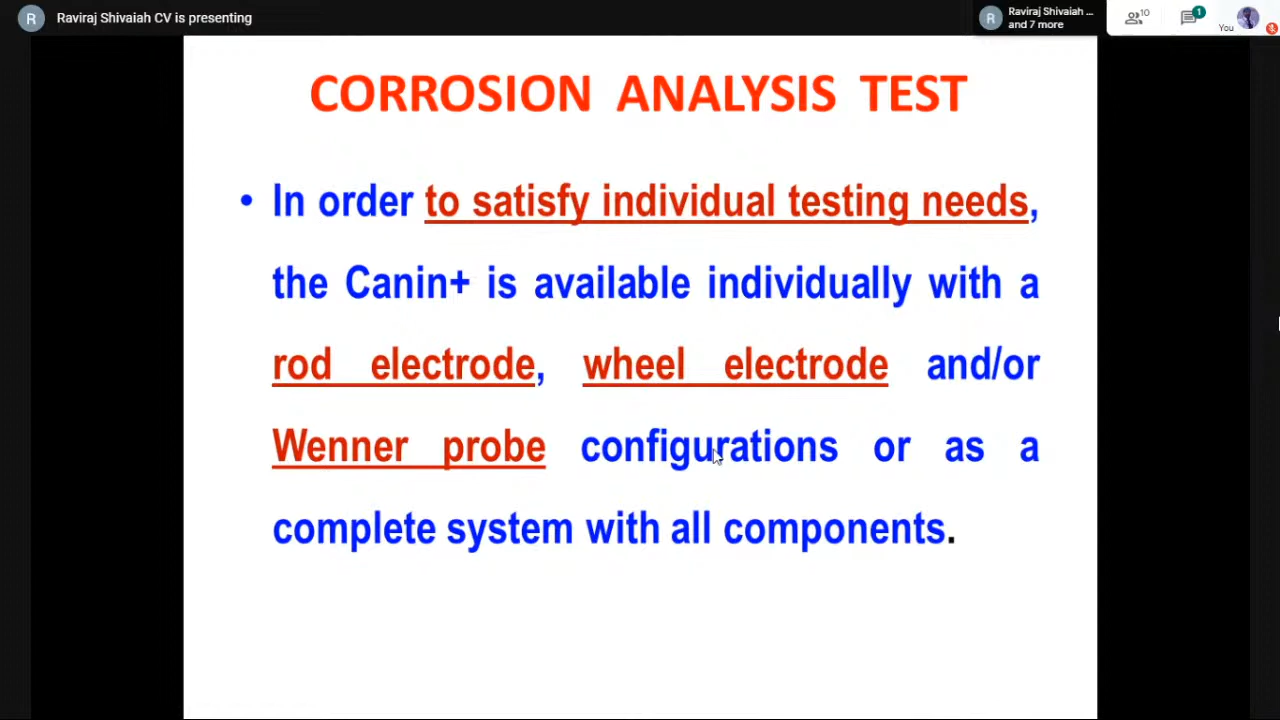 R Raviraj Shivaiah CV is presenting
R Raviraj Shivaiah ...
and 7 more
10
1
You
CORROSION ANALYSIS TEST
• In order to satisfy individual testing needs,
the Canin+ is available individually with a
rod electrode, wheel electrode and/or
Wenner probe configurations or as a
complete system with all components.